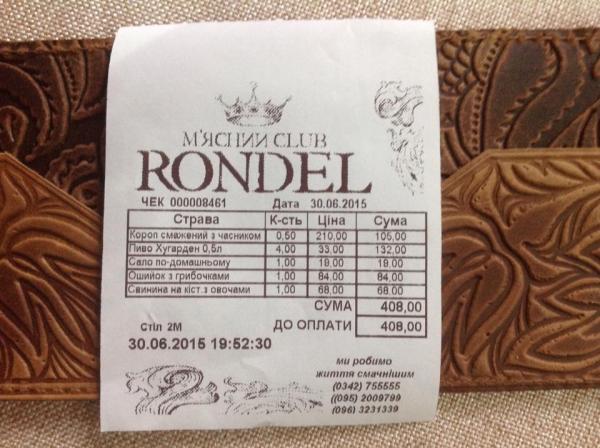 М'ЯСНИЙ CLUB
RONDEL
ЧЕК 000008461 Дата 30.06.2015
Страва К-сть Ціна Сума
Короп смажений з часником 0,50 210,00 105,00
Пиво Хугарден 0,5л 4,00 33,00 132,00
Сало по-домашньому 1,00 19,00 19,00
Ошийок з грибочками 1,00 84,00 84,00
Свинина на кіст.з овочами 1,00 68,00 68,00
СУМА 408,00
Стіл 2М ДО ОПЛАТИ 408,00
30.06.2015 19:52:30
ми робимо
життя смачнішим
(0342) 755555
((095) 2009799
(096) 3231339